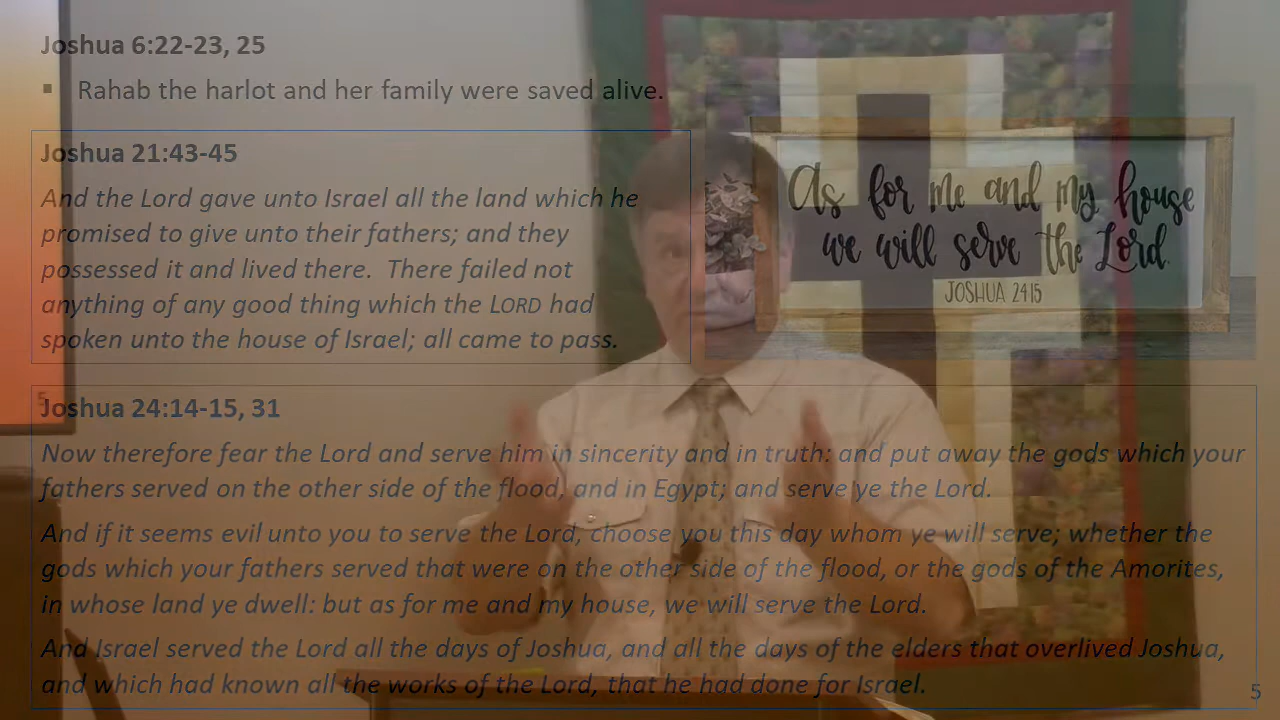 Joshua 6:22-23, 25
▪ Rahab the harlot and her family were saved alive.
Joshua 21:43-45
And the Lord gave unto Israel all the land which he
promised to give unto their fathers; and they
possessed it and lived there. There failed not
anything of any good thing which the LORD had
spoken unto the house of Israel; all came to pass.
As for me and my house
we will serve the Lord.
JOSHUA 24:15
5
Joshua 24:14-15, 31
Now therefore fear the Lord and serve him in sincerity and in truth: and put away the gods which your
fathers served on the other side of the flood, and in Egypt; and serve ye the Lord.
And if it seems evil unto you to serve the Lord, choose you this day whom ye will serve; whether the
gods which your fathers served that were on the other side of the flood, or the gods of the Amorites,
in whose land ye dwell: but as for me and my house, we will serve the Lord.
And Israel served the Lord all the days of Joshua, and all the days of the elders that overlived Joshua,
and which had known all the works of the Lord, that he had done for Israel.
5